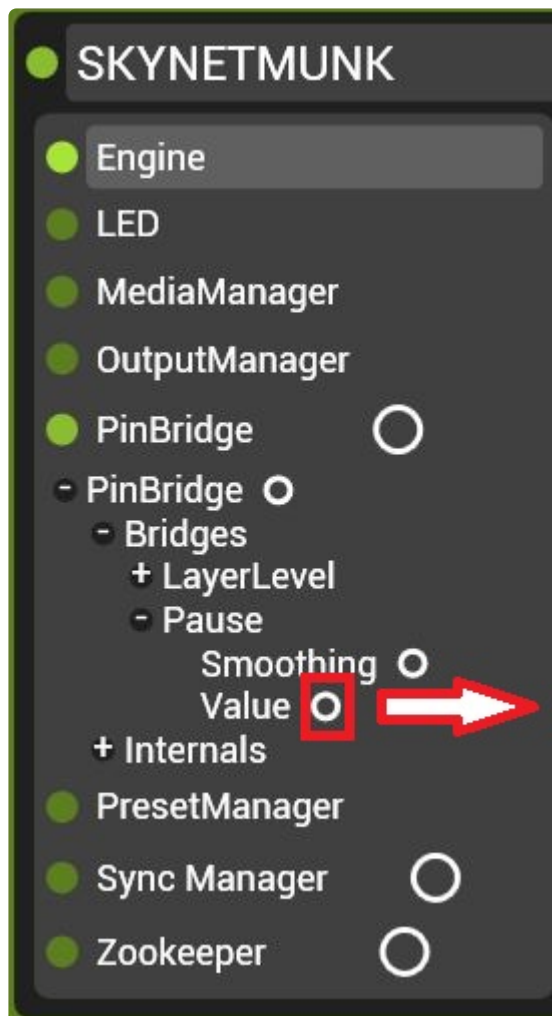 SKYNETMUNK
Engine
LED
MediaManager
OutputManager
PinBridge
- PinBridge
- Bridges
+ LayerLevel
- Pause
Smoothing
Value
+ Internals
PresetManager
Sync Manager
Zookeeper